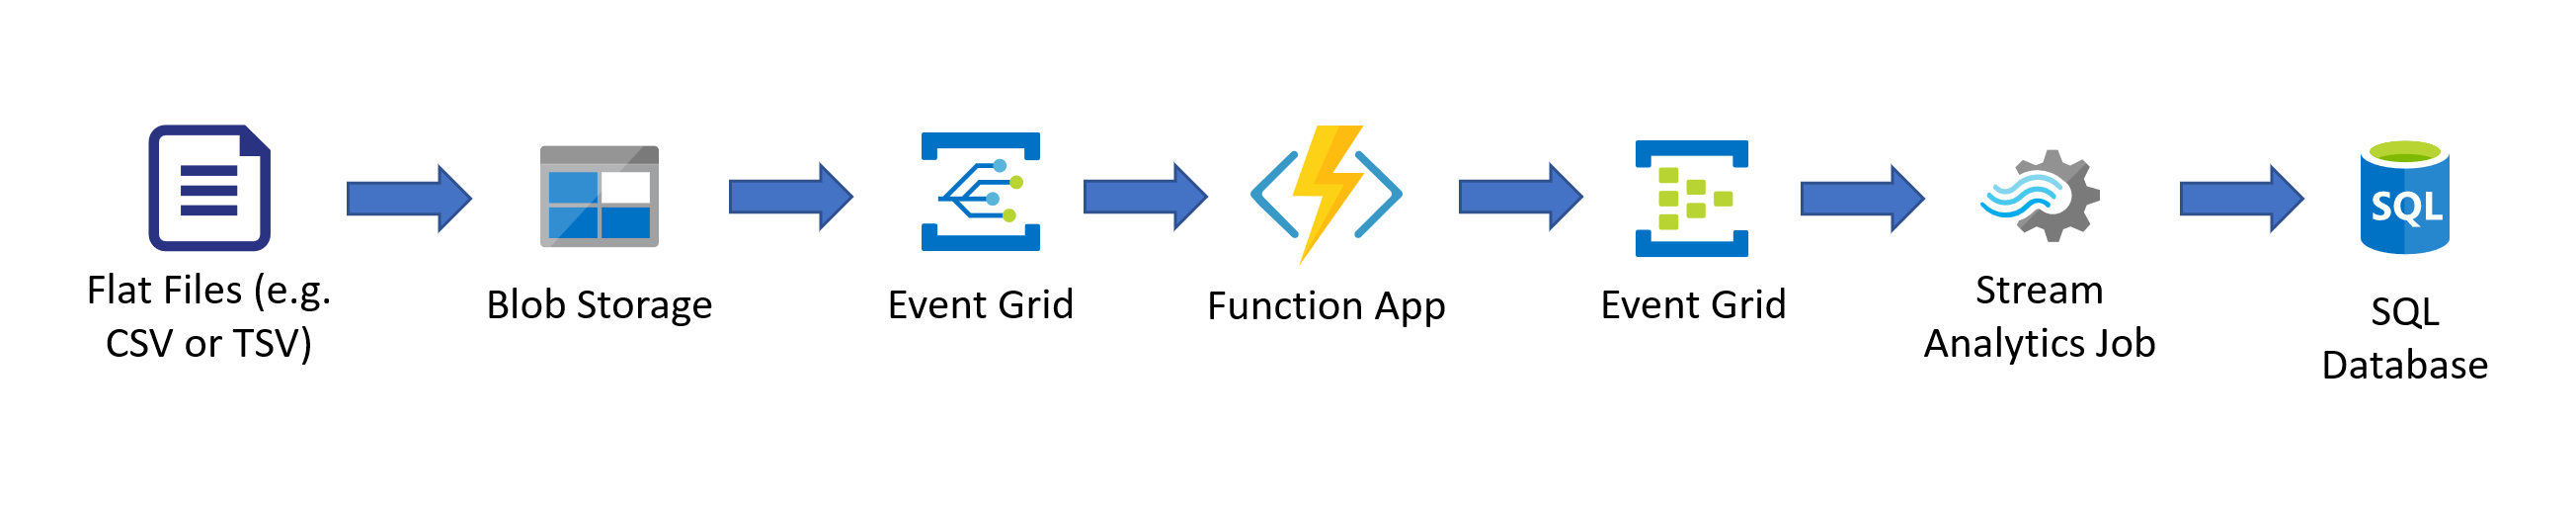 Flat Files (e.g.
CSV or TSV)
Blob Storage
Event Grid
Function App
Event Grid
Stream
Analytics Job
SQL
SQL
Database